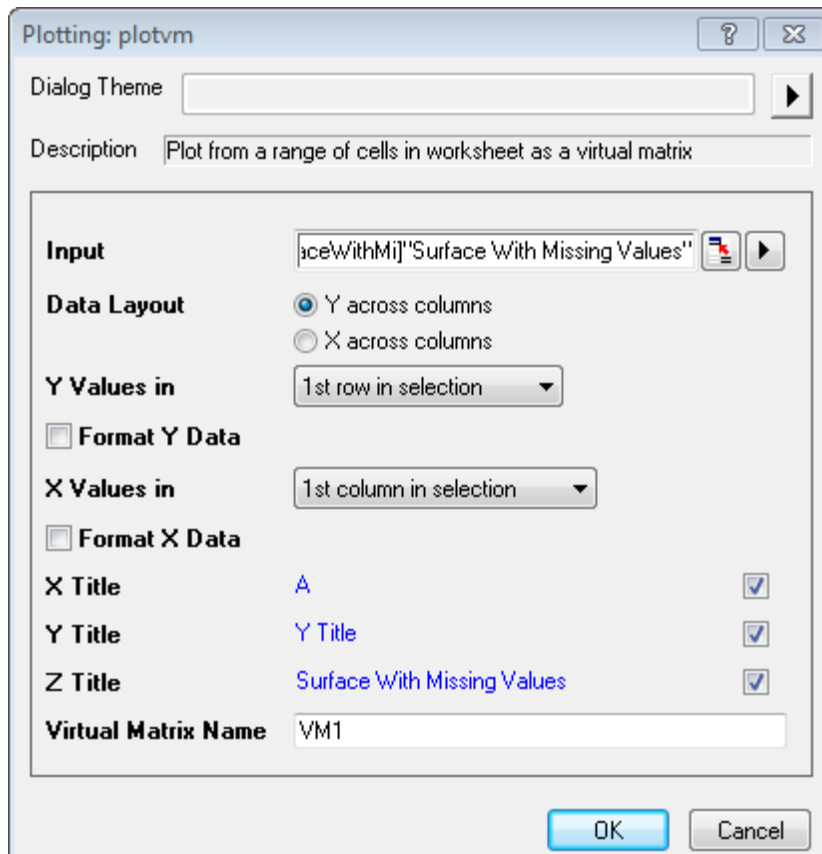 Plotting: plotvm
Dialog Theme
Description Plot from a range of cells in worksheet as a virtual matrix
Input aceWithMi]"Surface With Missing Values"
Data Layout Y across columns
X across columns
Y Values in 1st row in selection
Format Y Data
X Values in 1st column in selection
Format X Data
X Title A
Y Title Y Title
Z Title Surface With Missing Values
Virtual Matrix Name VM1
OK Cancel